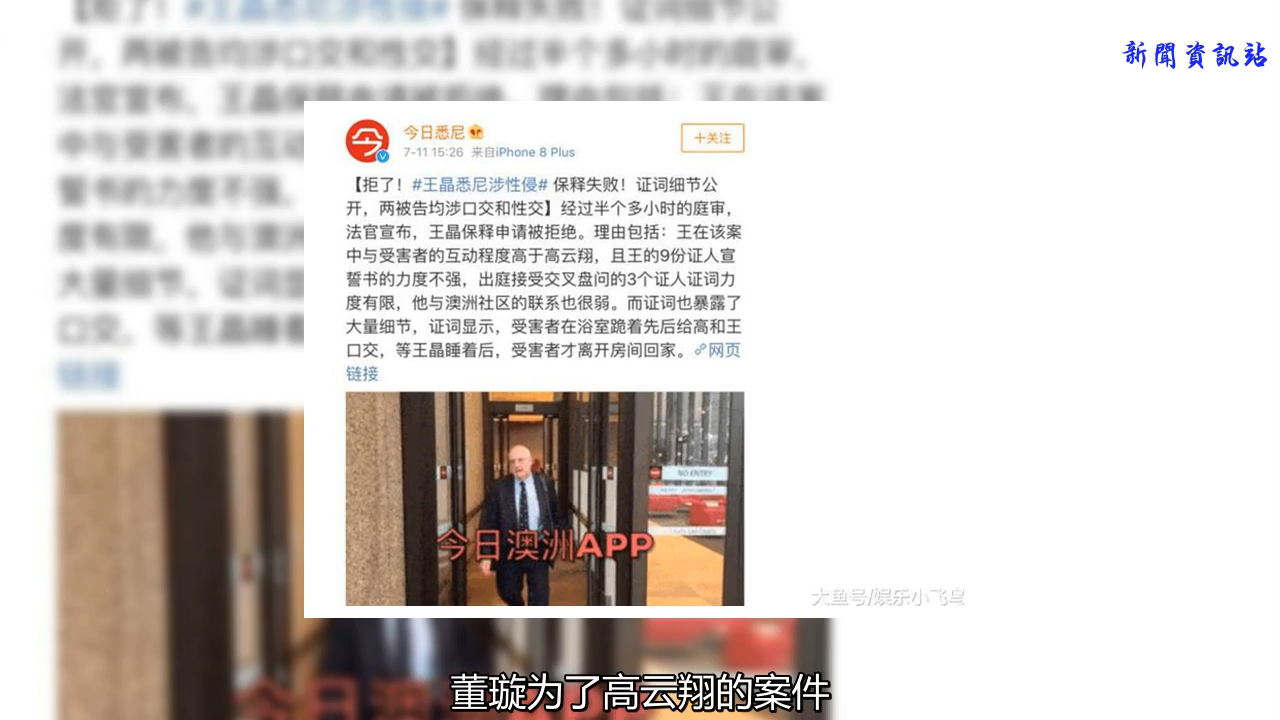 新聞資訊站
今日悉尼
+关注
7-11 15:26 来自iPhone 8 Plus
【拒了！#王晶悉尼涉性侵# 保释失败！证词细节公
开，两被告均涉口交和性交】经过半个多小时的庭审，
法官宣布，王晶保释申请被拒绝。理由包括：王在该案
中与受害者的互动程度高于高云翔，且王的9份证人宣
誓书的力度不强，出庭接受交叉盘问的3个证人证词力
度有限，他与澳洲社区的联系也很弱。而证词也暴露了
大量细节，证词显示，受害者在浴室跪着先后给高和王
口交，等王晶睡着后，受害者才离开房间回家。网页
链接
NO ENTRY
今日澳洲APP
大鱼号/娱乐小飞鸟
董璇为了高云翔的案件